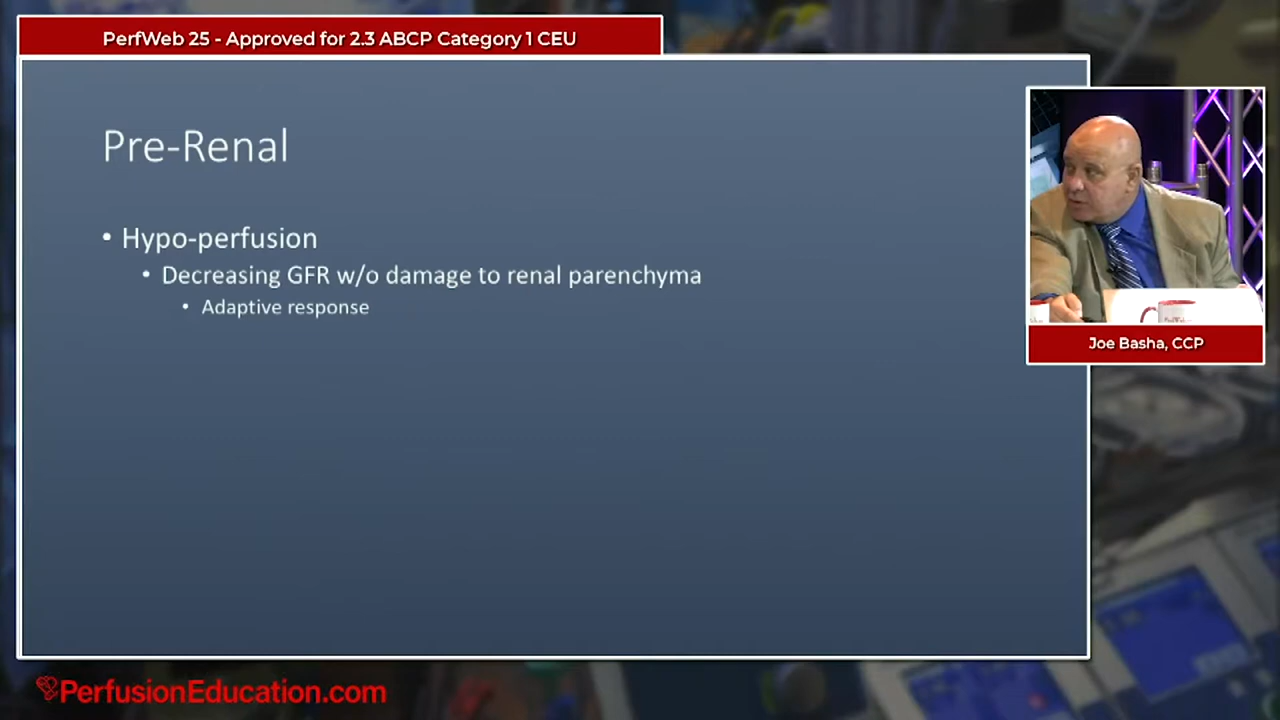 PerfWeb 25 - Approved for 2.3 ABCP Category 1 CEU
Pre-Renal
• Hypo-perfusion
• Decreasing GFR w/o damage to renal parenchyma
• Adaptive response
Joe Basha, CCP
PerfusionEducation.com